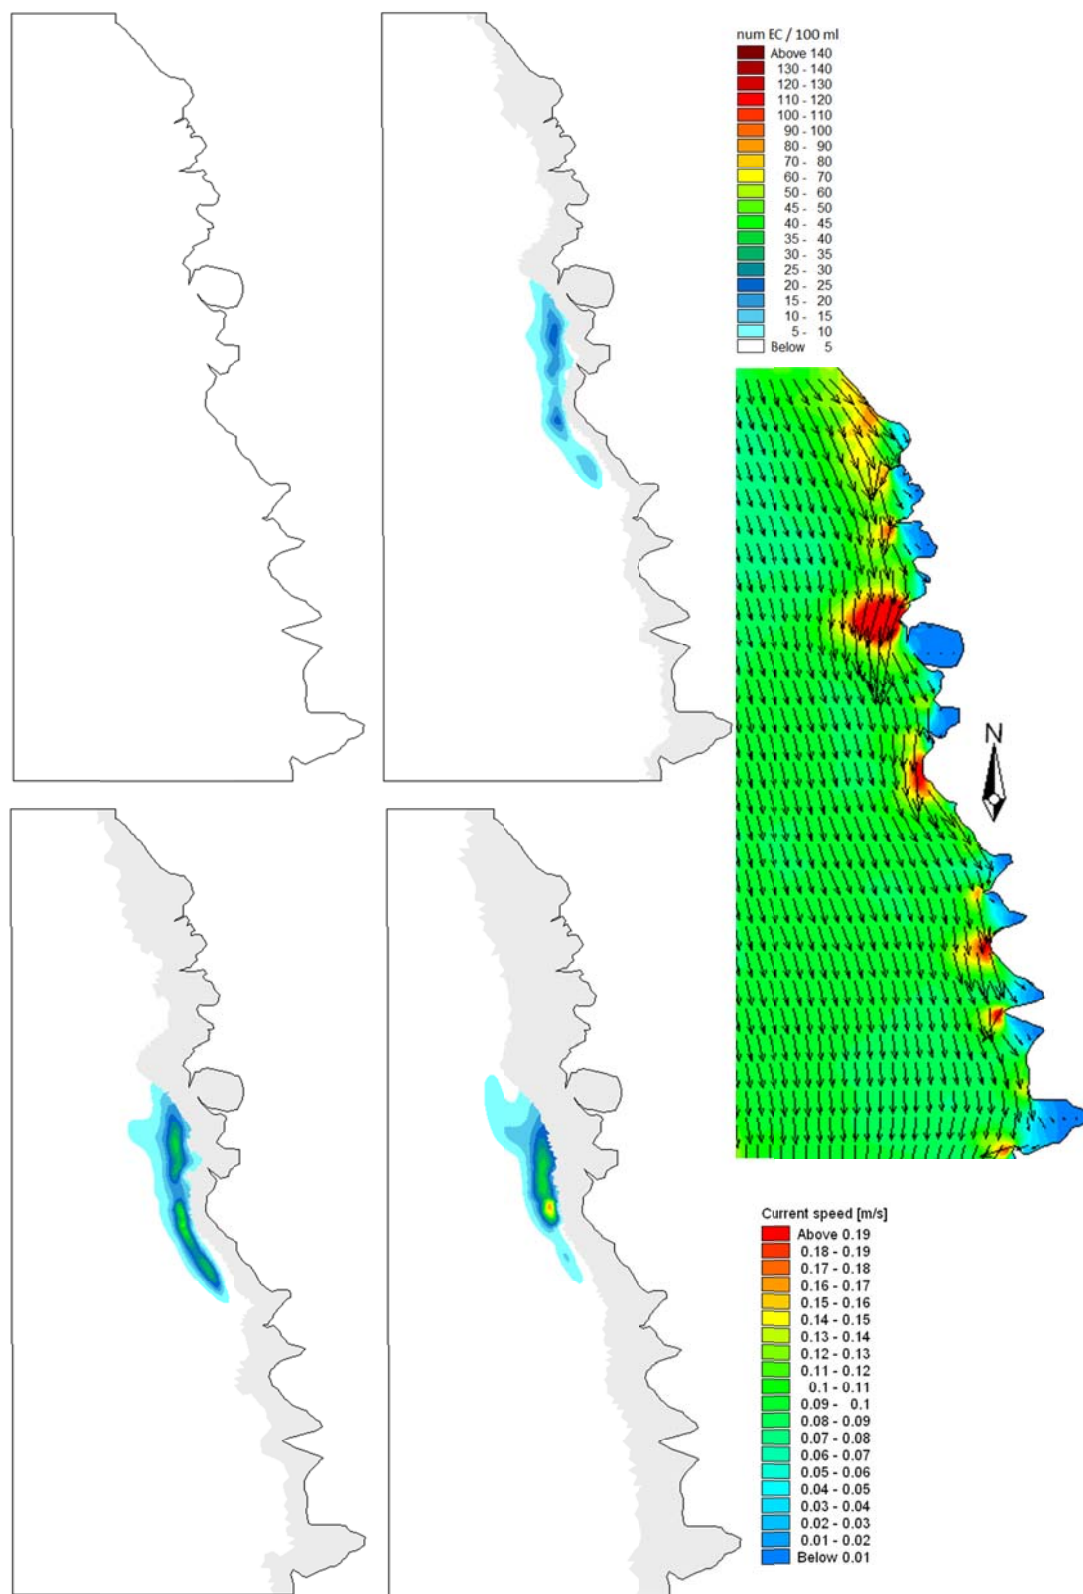 num EC / 100 ml
Above 140
130 - 140
120 - 130
110 - 120
100 - 110
90 - 100
80 - 90
70 - 80
60 - 70
50 - 60
45 - 50
40 - 45
35 - 40
30 - 35
25 - 30
20 - 25
15 - 20
10 - 15
5 - 10
Below 5
N
Current speed [m/s]
Above 0.19
0.18 - 0.19
0.17 - 0.18
0.16 - 0.17
0.15 - 0.16
0.14 - 0.15
0.13 - 0.14
0.12 - 0.13
0.11 - 0.12
0.1 - 0.11
0.09 - 0.1
0.08 - 0.09
0.07 - 0.08
0.06 - 0.07
0.05 - 0.06
0.04 - 0.05
0.03 - 0.04
0.02 - 0.03
0.01 - 0.02
Below 0.01